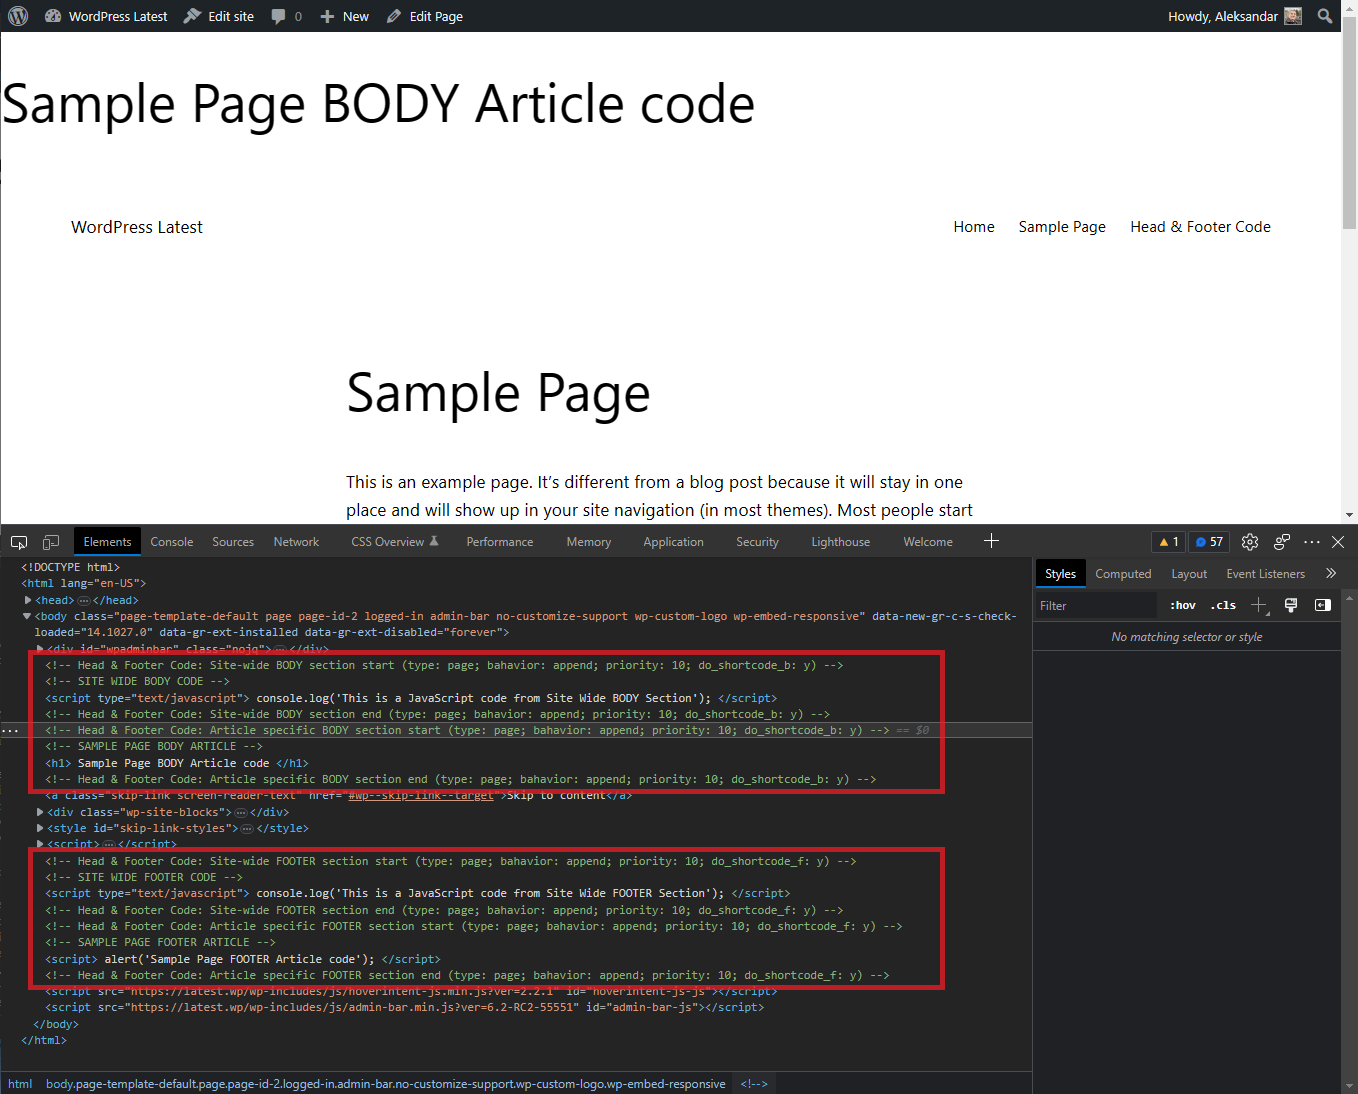 WordPress Latest Edit site 0 New Edit Page Howdy, Aleksandar
Sample Page BODY Article code
WordPress Latest Home Sample Page Head & Footer Code
Sample Page
This is an example page. It’s different from a blog post because it will stay in one
place and will show up in your site navigation (in most themes). Most people start
Elements Console Sources Network CSS Overview Performance Memory Application Security Lighthouse Welcome 1 57
<!DOCTYPE html>
<html lang="en-US">
<head>…</head>
<body class="page-template-default page page-id-2 logged-in admin-bar no-customize-support wp-custom-logo wp-embed-responsive" data-new-gr-c-s-check-
loaded="14.1027.0" data-gr-ext-installed data-gr-ext-disabled="forever">
<div id="wpadminbar" class="nojq">…</div>
<!-- Head & Footer Code: Site-wide BODY section start (type: page; bahavior: append; priority: 10; do_shortcode_b: y) -->
<!-- SITE WIDE BODY CODE -->
<script type="text/javascript"> console.log('This is a JavaScript code from Site Wide BODY Section'); </script>
<!-- Head & Footer Code: Site-wide BODY section end (type: page; bahavior: append; priority: 10; do_shortcode_b: y) -->
... <!-- Head & Footer Code: Article specific BODY section start (type: page; bahavior: append; priority: 10; do_shortcode_b: y) --> == $0
<!-- SAMPLE PAGE BODY ARTICLE -->
<h1> Sample Page BODY Article code </h1>
<!-- Head & Footer Code: Article specific BODY section end (type: page; bahavior: append; priority: 10; do_shortcode_b: y) -->
<a class="skip-link screen-reader-text" href="#wp--skip-link--target">Skip to content</a>
<div class="wp-site-blocks">…</div>
<style id="skip-link-styles">…</style>
<script>…</script>
<!-- Head & Footer Code: Site-wide FOOTER section start (type: page; bahavior: append; priority: 10; do_shortcode_f: y) -->
<!-- SITE WIDE FOOTER CODE -->
<script type="text/javascript"> console.log('This is a JavaScript code from Site Wide FOOTER Section'); </script>
<!-- Head & Footer Code: Site-wide FOOTER section end (type: page; bahavior: append; priority: 10; do_shortcode_f: y) -->
<!-- Head & Footer Code: Article specific FOOTER section start (type: page; bahavior: append; priority: 10; do_shortcode_f: y) -->
<!-- SAMPLE PAGE FOOTER ARTICLE -->
<script> alert('Sample Page FOOTER Article code'); </script>
<!-- Head & Footer Code: Article specific FOOTER section end (type: page; bahavior: append; priority: 10; do_shortcode_f: y) -->
<script src="https://latest.wp/wp-includes/js/hoverintent-js.min.js?ver=2.2.1" id="hoverintent-js-js"></script>
<script src="https://latest.wp/wp-includes/js/admin-bar.min.js?ver=6.2-RC2-55551" id="admin-bar-js"></script>
</body>
</html>
html body.page-template-default.page.page-id-2.logged-in.admin-bar.no-customize-support.wp-custom-logo.wp-embed-responsive <!-->
Styles Computed Layout Event Listeners
Filter :hov .cls
No matching selector or style